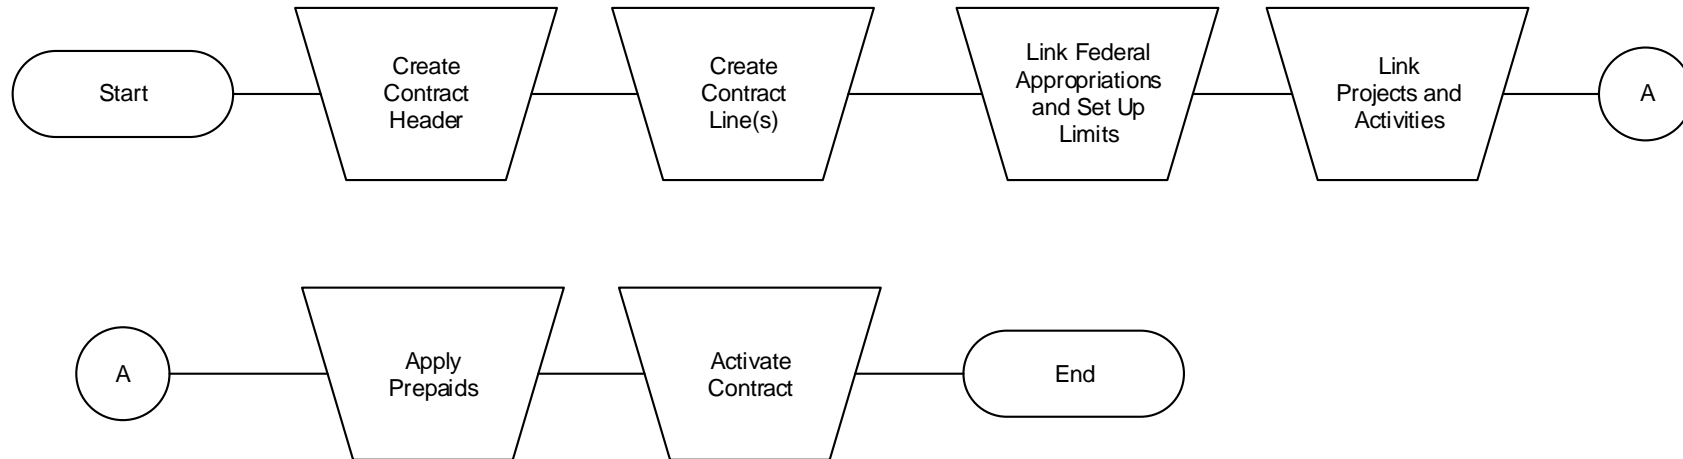 Start
Create
Contract
Header
Create
Contract
Line(s)
Link Federal
Appropriations
and Set Up
Limits
Link
Projects and
Activities
A
A
Apply
Prepaids
Activate
Contract
End